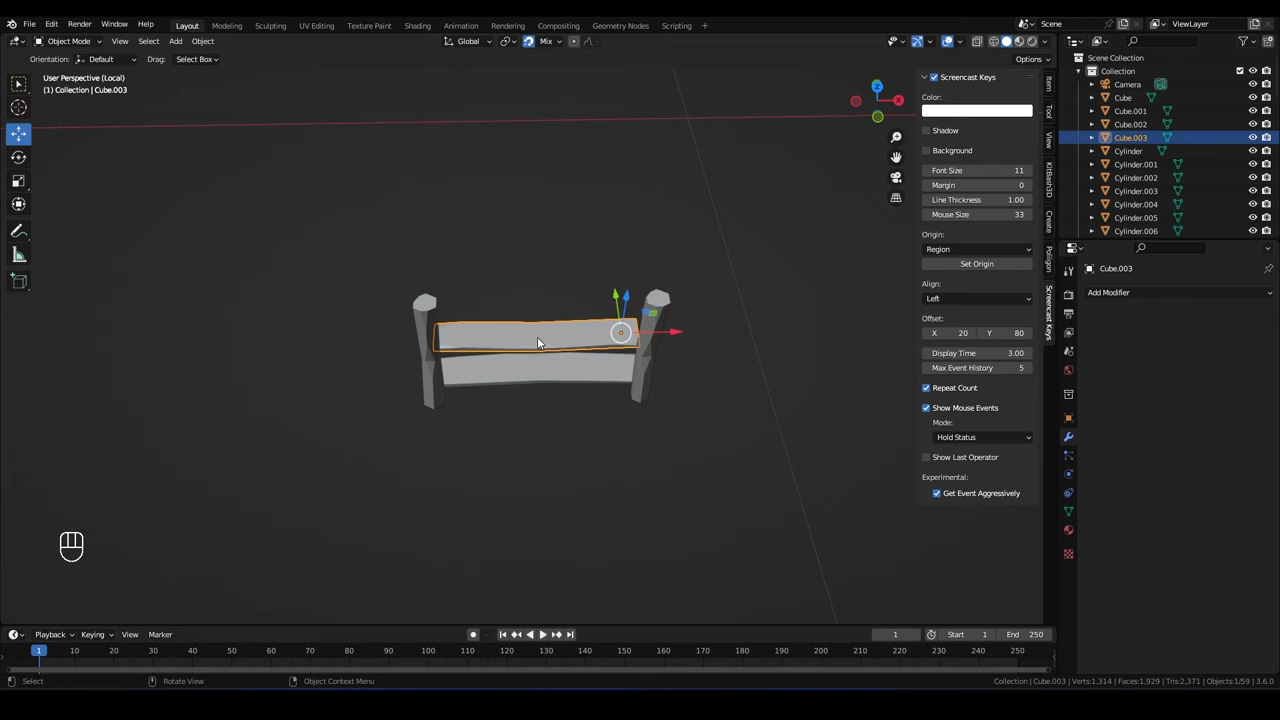 File Edit Render Window Help
Layout Modeling Sculpting UV Editing Texture Paint Shading Animation Rendering Compositing Geometry Nodes Scripting +
Scene
ViewLayer
Object Mode View Select Add Object
Global
Mix
Orientation: Default Drag: Select Box
Options
User Perspective (Local)
(1) Collection | Cube.003
Z
X
Screencast Keys
Color:
Shadow
Background
Font Size 11
Margin 0
Line Thickness 1.00
Mouse Size 33
Origin:
Region
Set Origin
Align:
Left
Offset:
X 20 Y 80
Display Time 3.00
Max Event History 5
Repeat Count
Show Mouse Events
Mode:
Hold Status
Show Last Operator
Experimental:
Get Event Aggressively
Item
Tool
View
KitBash3D
Create
Poliigon
Screencast Keys
Scene Collection
Collection
Camera
Cube
Cube.001
Cube.002
Cube.003
Cylinder
Cylinder.001
Cylinder.002
Cylinder.003
Cylinder.004
Cylinder.005
Cylinder.006
Cube.003
Add Modifier
Playback Keying View Marker
1
Start 1
End 250
1 10 20 30 40 50 60 70 80 90 100 110 120 130 140 150 160 170 180 190 200 210 220 230 240 250
Select Rotate View Object Context Menu
Collection | Cube.003 | Verts:1,314 | Faces:1,929 | Tris:2,371 | Objects:1/59 | 3.6.0